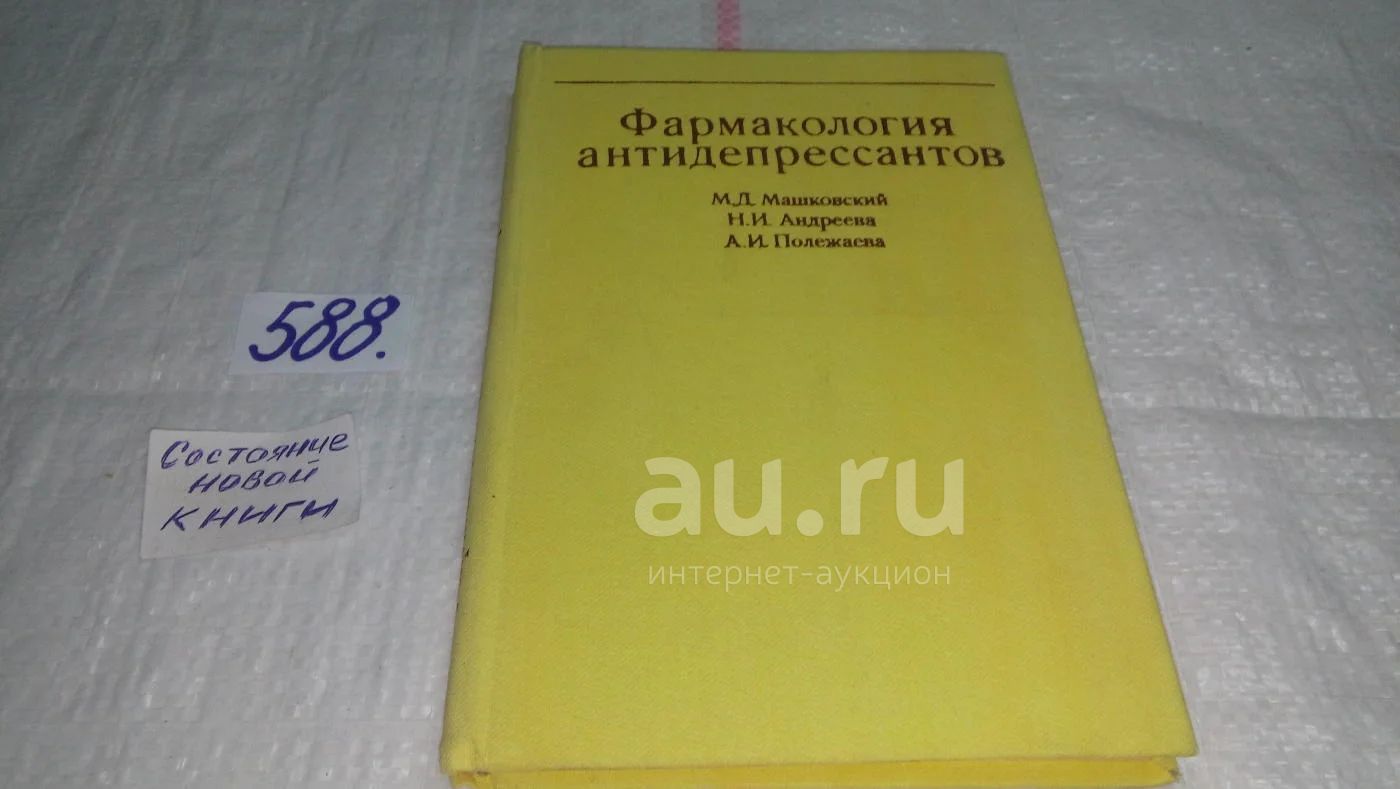 Фармакология
антидепрессантов
М.Д. Машковский
Н.И. Андреева
А.И. Полежаева
588.
Состояние
новой
книги
au.ru
интернет-аукцион